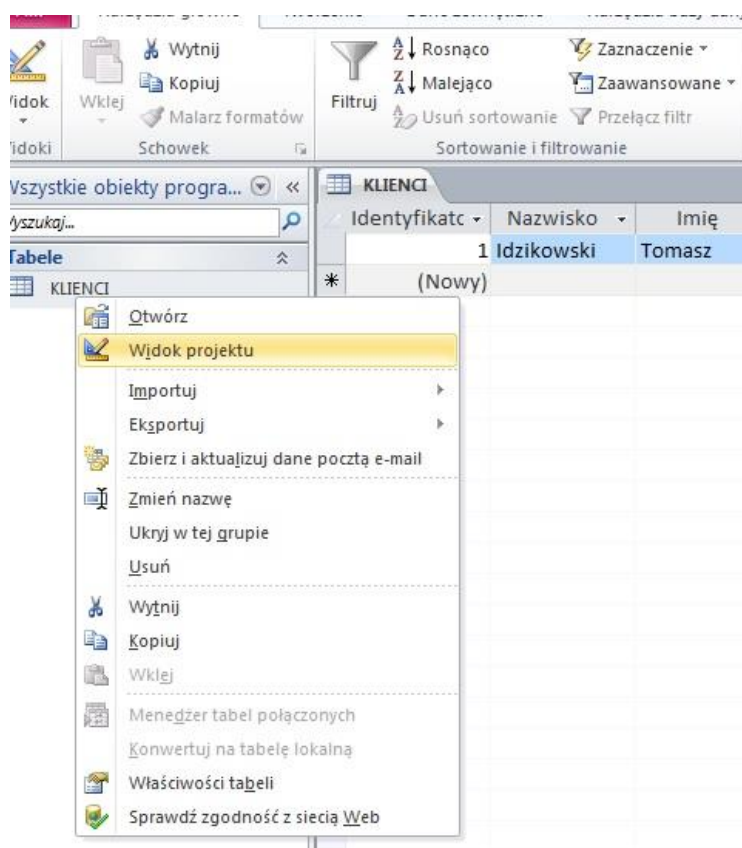 Wytnij
Kopiuj
Malarz formatów
Wklej
Schowek
Filtruj
Rosnąco
Malejąco
Usuń sortowanie
Zaznaczenie
Zaawansowane
Przełącz filtr
Sortowanie i filtrowanie
Wszystkie obiekty progra...
Wyszukaj...
Tabele
KLIENCI
KLIENCI
Identyfikatc Nazwisko Imię
1 Idzikowski Tomasz
* (Nowy)
Otwórz
Widok projektu
Importuj
Eksportuj
Zbierz i aktualizuj dane pocztą e-mail
Zmień nazwę
Ukryj w tej grupie
Usuń
Wytnij
Kopiuj
Wklej
Menedżer tabel połączonych
Konwertuj na tabelę lokalną
Właściwości tabeli
Sprawdź zgodność z siecią Web